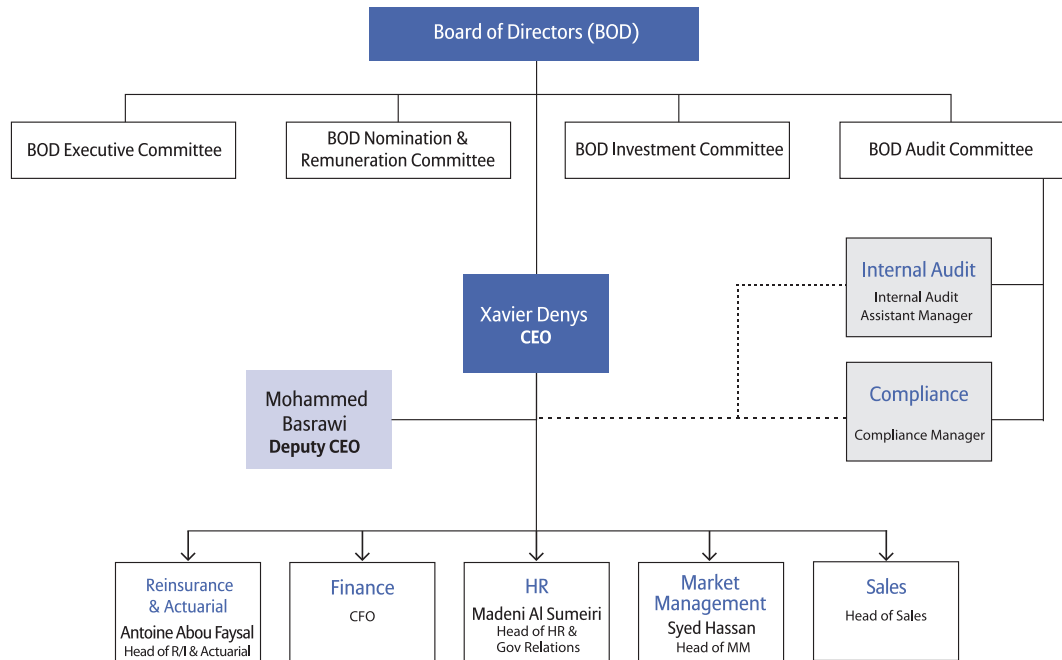 Board of Directors (BOD)
BOD Executive Committee
BOD Nomination &
Remuneration Committee
BOD Investment Committee
BOD Audit Committee
Internal Audit
Internal Audit
Assistant Manager
Xavier Denys
CEO
Compliance
Compliance Manager
Mohammed
Basrawi
Deputy CEO
Reinsurance
& Actuarial
Antoine Abou Faysal
Head of R/I & Actuarial
Finance
CFO
HR
Madeni Al Sumeiri
Head of HR &
Gov Relations
Market
Management
Syed Hassan
Head of MM
Sales
Head of Sales